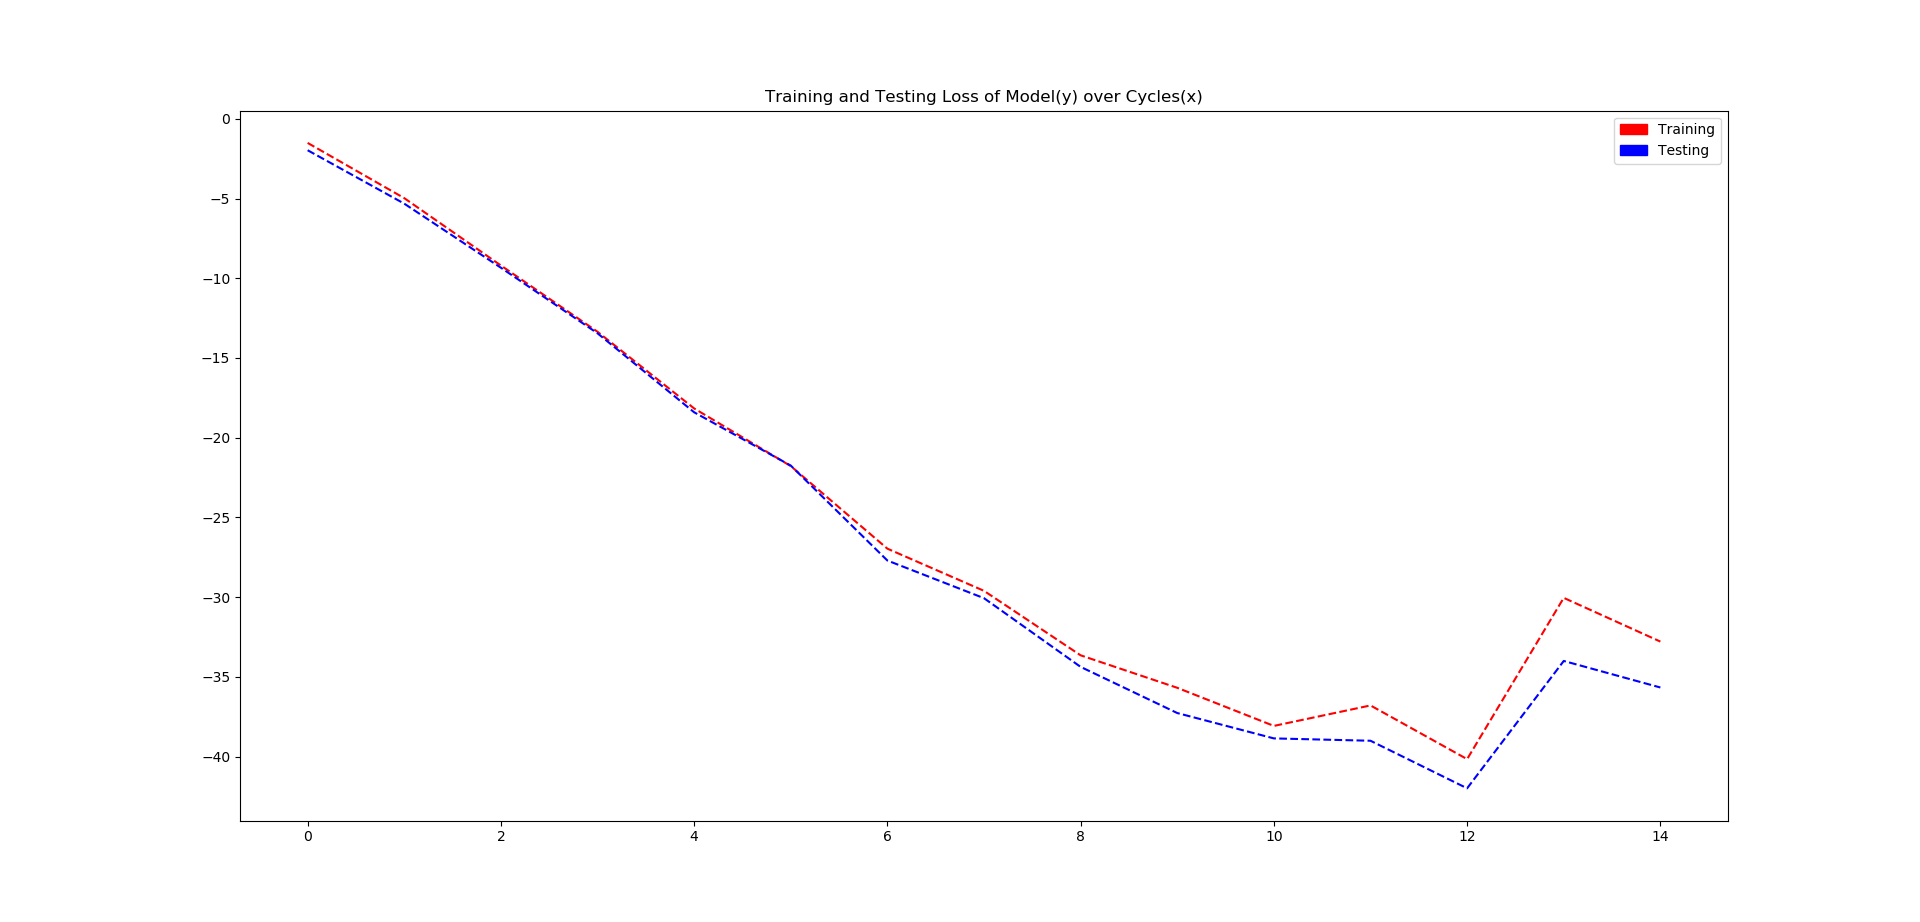 Training and Testing Loss of Model(y) over Cycles(x)
Training
Testing
0
−5
−10
−15
−20
−25
−30
−35
−40
0 2 4 6 8 10 12 14